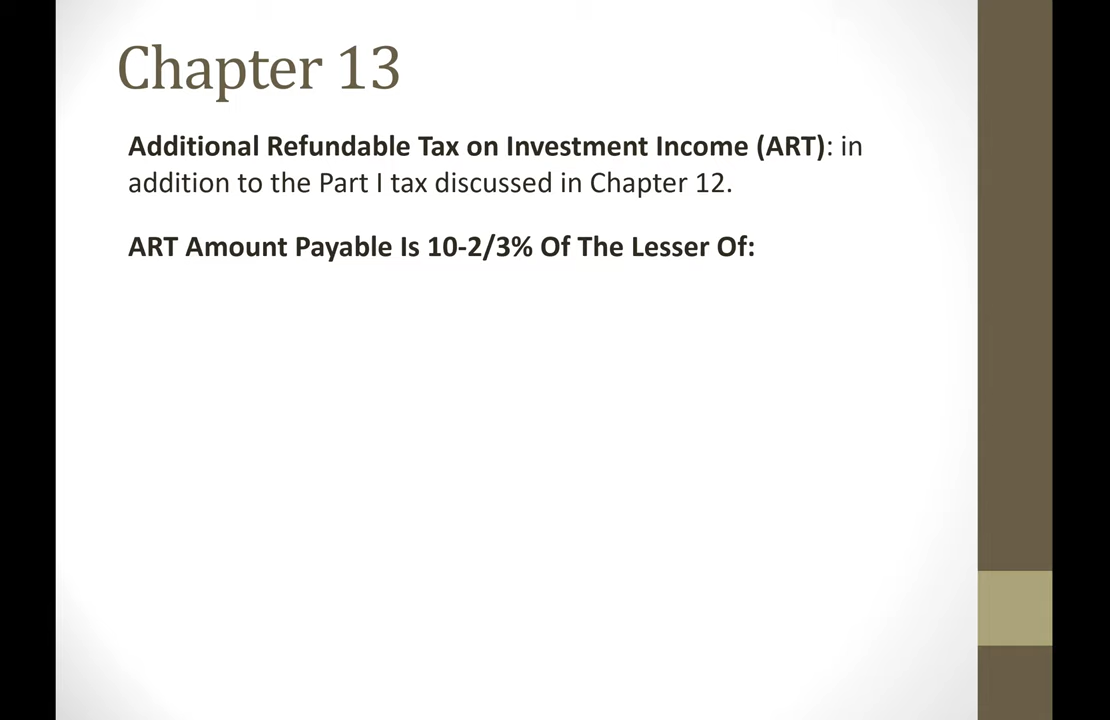 Chapter 13
Additional Refundable Tax on Investment Income (ART): in
addition to the Part I tax discussed in Chapter 12.
ART Amount Payable Is 10-2/3% Of The Lesser Of: